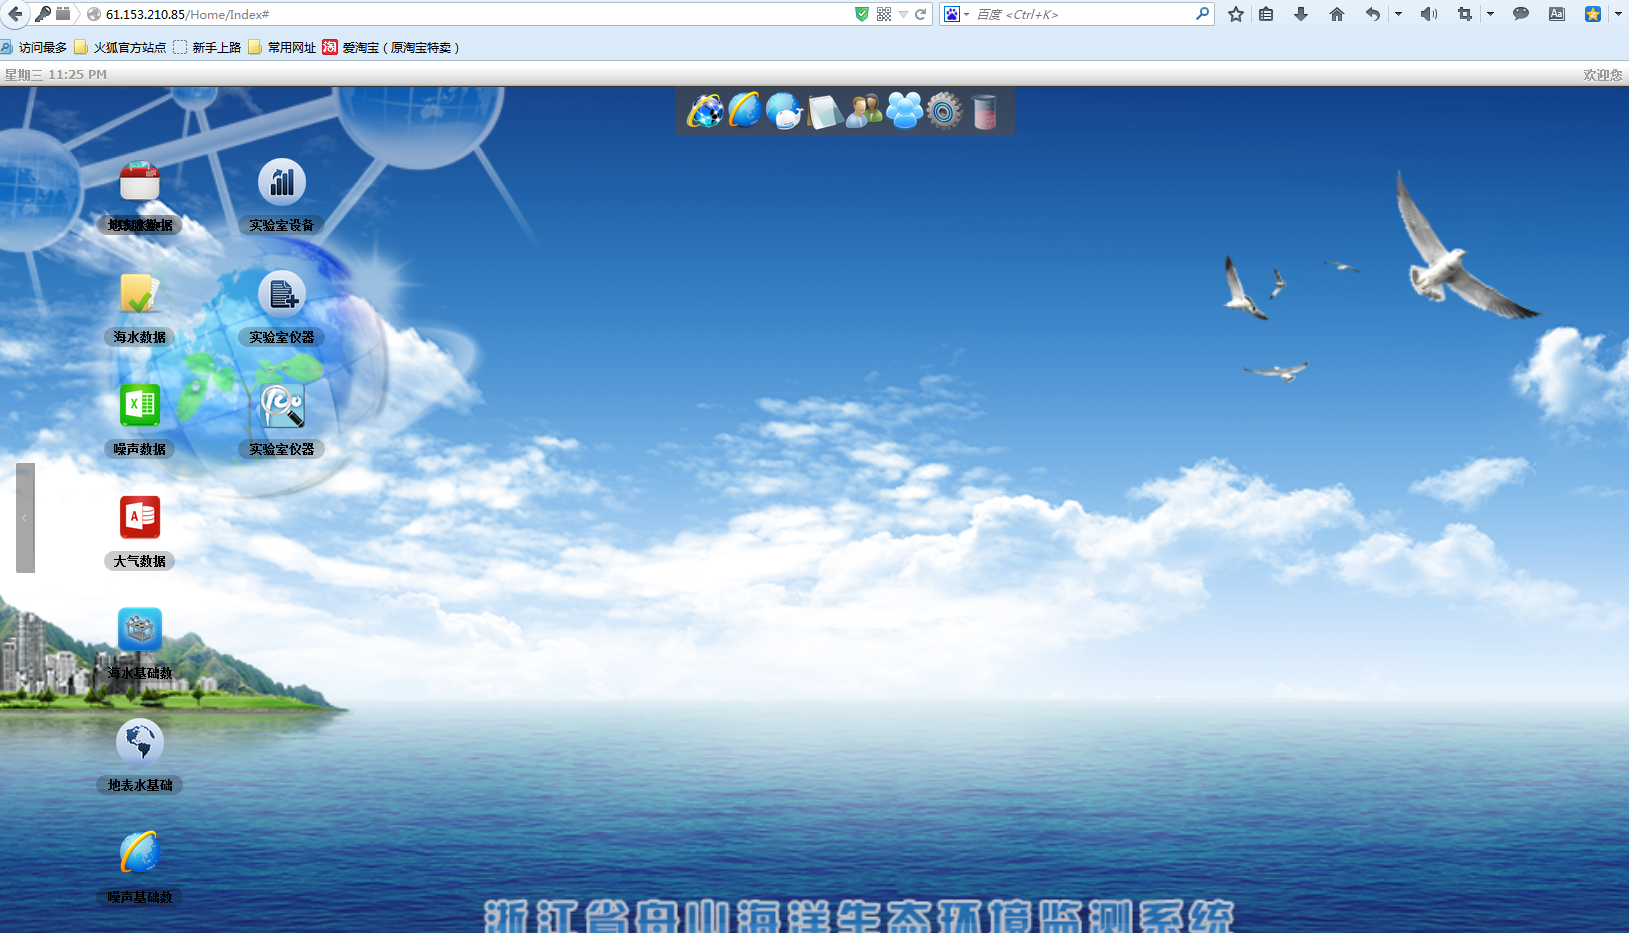 61.153.210.85/Home/Index#
百度 <Ctrl+K>
访问最多 火狐官方站点 新手上路 常用网址 淘 爱淘宝（原淘宝特卖）
星期三 11:25 PM 欢迎您
实验室设备
海水数据 实验室仪器
噪声数据 实验室仪器
大气数据
海水基础数
地表水基础
噪声基础数
浙江省舟山海洋生态环境监测系统